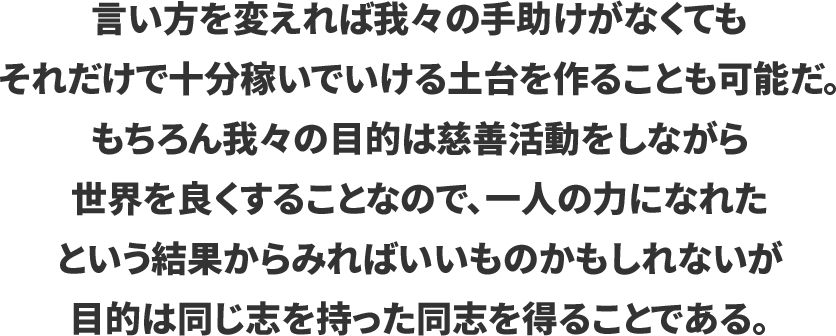 言い方を変えれば我々の手助けがなくても
それだけで十分稼いでいける土台を作ることも可能だ。
もちろん我々の目的は慈善活動をしながら
世界を良くすることなので、一人の力になれた
という結果からみればいいものかもしれないが
目的は同じ志を持った同志を得ることである。